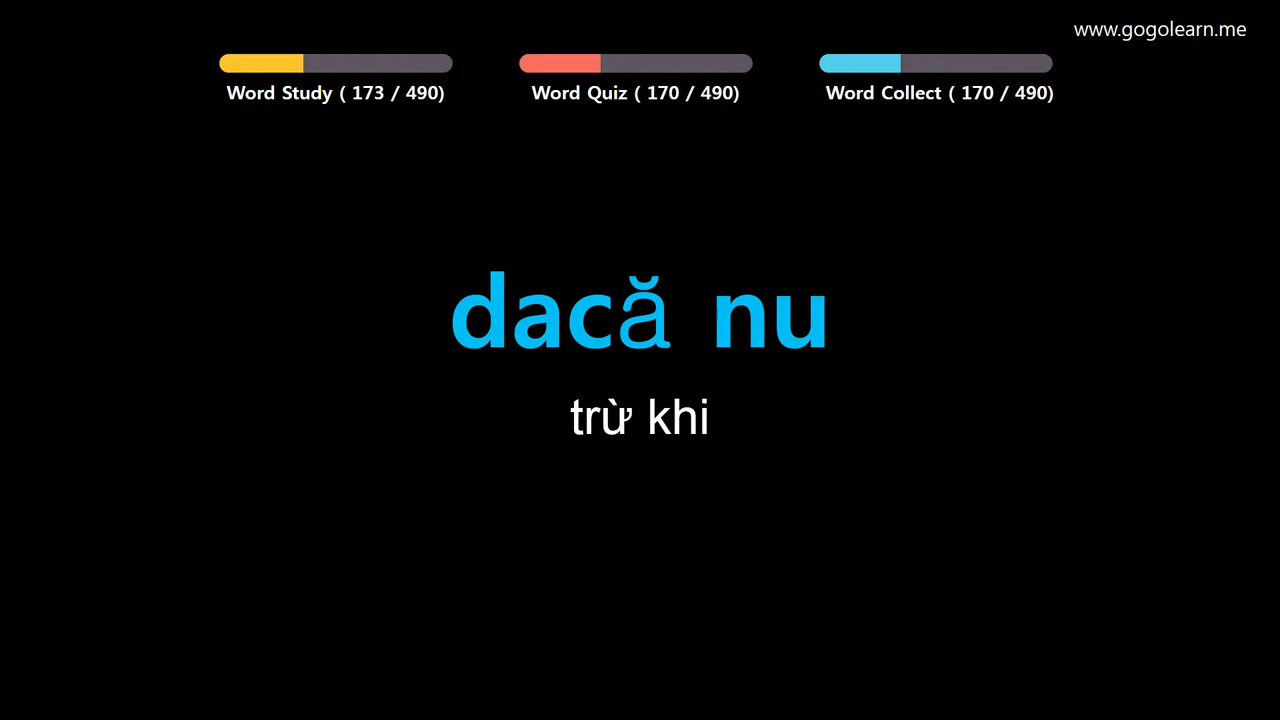 www.gogolearn.me
Word Study ( 173 / 490)
Word Quiz ( 170 / 490)
Word Collect ( 170 / 490)
dacă nu
trừ khi